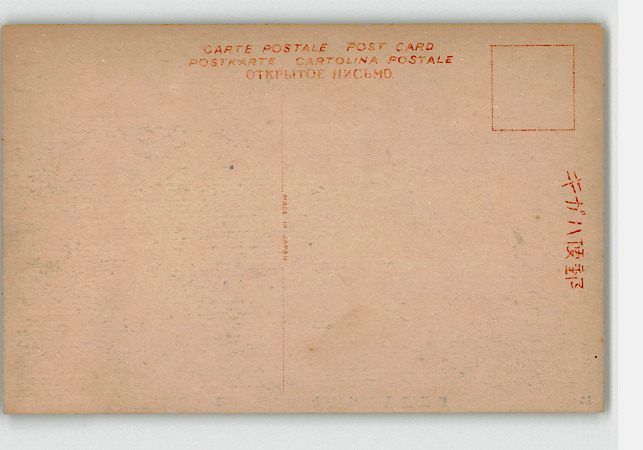 CARTE POSTALE POST CARD
POSTKARTE CARTOLINA POSTALE
ОТКРЫТОЕ ПИСЬМО.
MADE IN JAPAN
郵便ハガキ